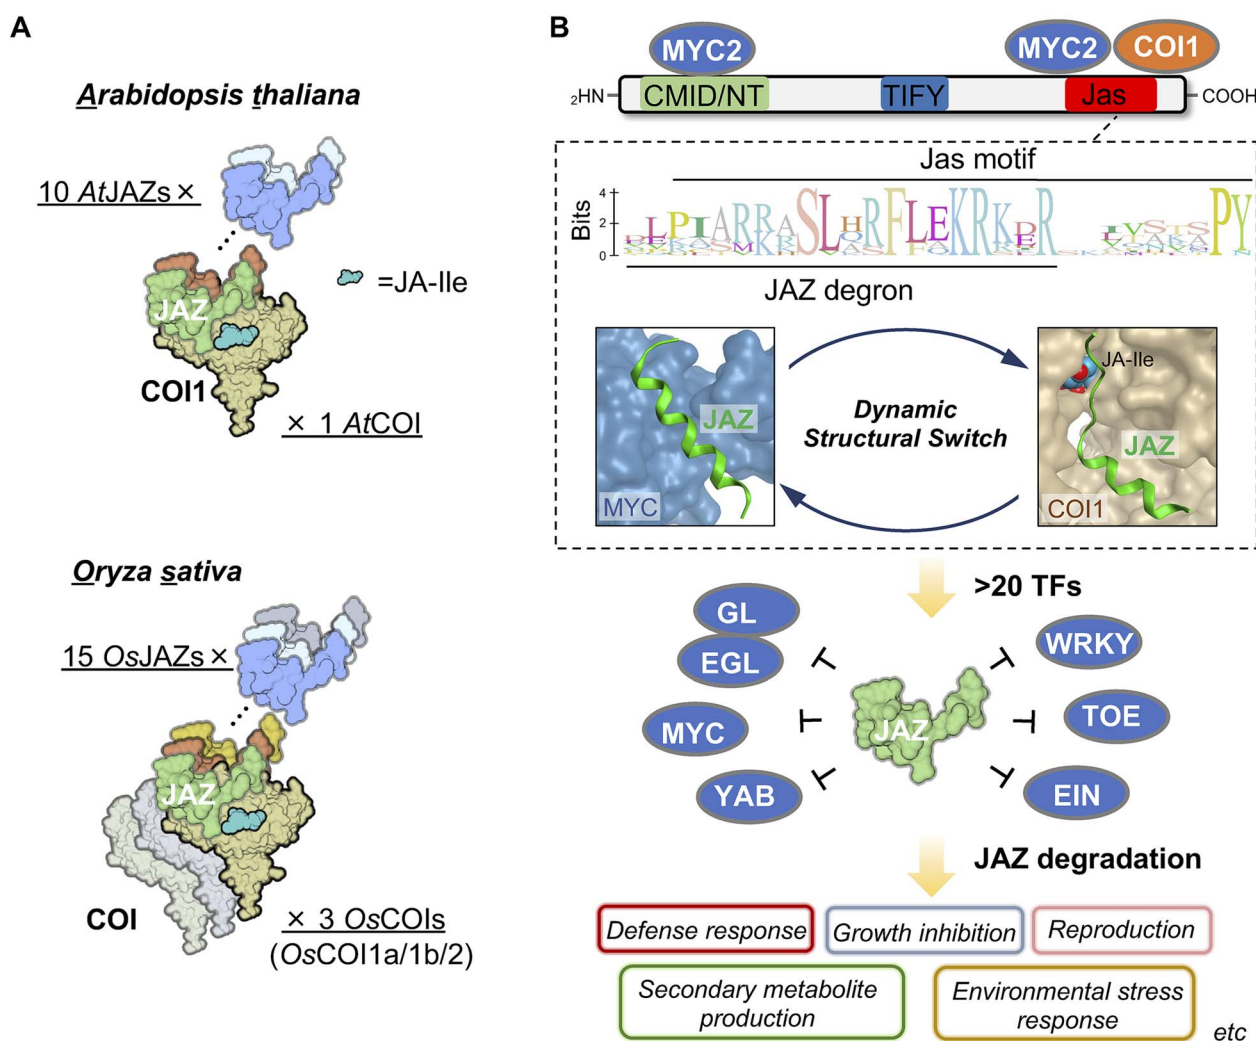 A
Arabidopsis thaliana
10 AtJAZs ×
JAZ
=JA-Ile
COI1
× 1 AtCOI
Oryza sativa
15 OsJAZs ×
JAZ
COI
× 3 OsCOIs
(OsCOI1a/1b/2)
B
MYC2
MYC2
COI1
₂HN
CMID/NT
TIFY
Jas
COOH
Jas motif
Bits
4
2
0
JAZ degron
JAZ
MYC
Dynamic
Structural Switch
JA-Ile
JAZ
COI1
>20 TFs
GL
EGL
MYC
YAB
JAZ
WRKY
TOE
EIN
JAZ degradation
Defense response
Growth inhibition
Reproduction
Secondary metabolite
production
Environmental stress
response
etc